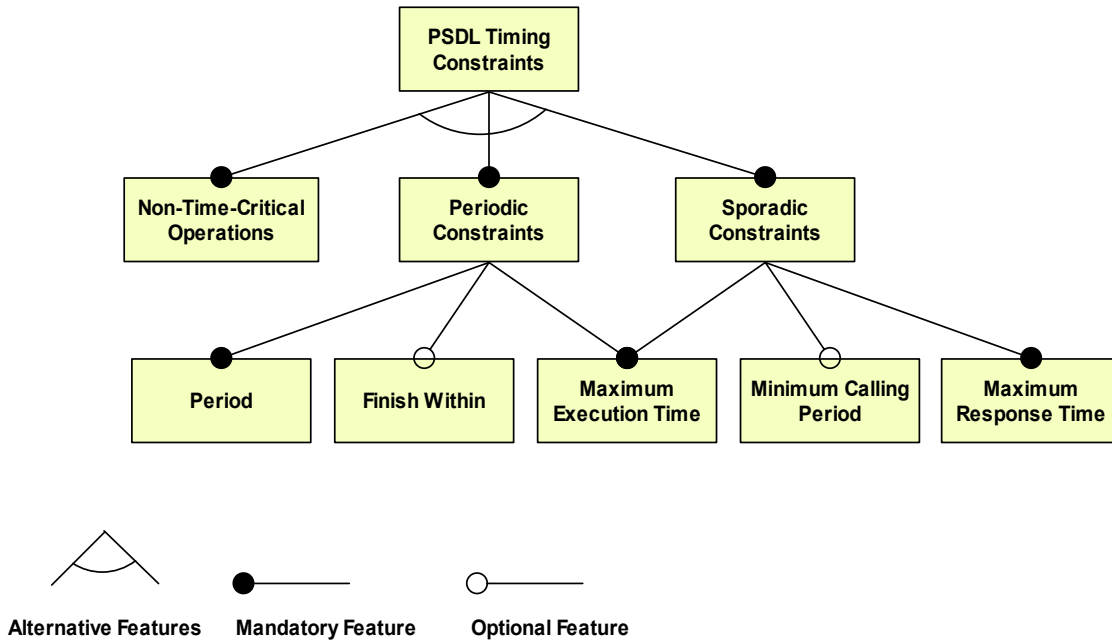 PSDL Timing
Constraints
Non-Time-Critical
Operations
Periodic
Constraints
Sporadic
Constraints
Period
Finish Within
Maximum
Execution Time
Minimum Calling
Period
Maximum
Response Time
Alternative Features
Mandatory Feature
Optional Feature